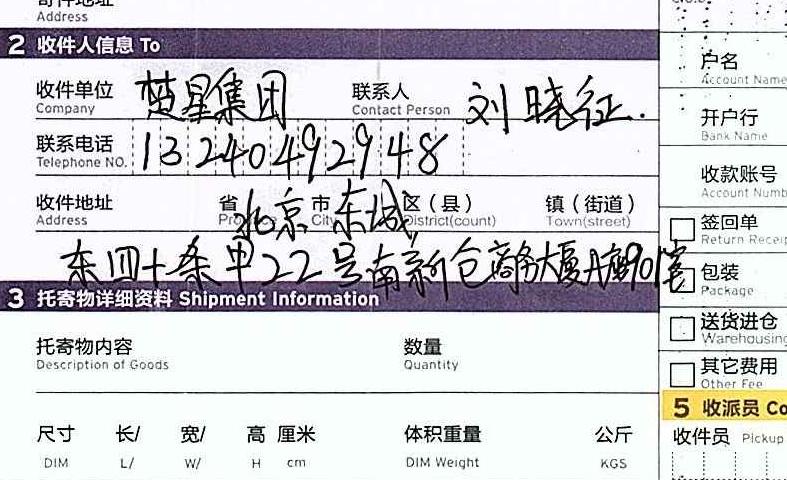 寄件地址
Address
2 收件人信息 To
收件单位 楚星集团 联系人 刘晓征.
Company Contact Person
联系电话 13240492948
Telephone NO.
收件地址 省 北京 市 东城 区（县） 镇（街道）
Address Province City District(count) Town(street)
东四十条甲22号南新仓商务大厦A座901室
3 托寄物详细资料 Shipment Information
托寄物内容 数量
Description of Goods Quantity
尺寸 长/ 宽/ 高 厘米 体积重量 公斤
DIM L/ W/ H cm DIM Weight KGS
户名
Account Name
开户行
Bank Name
收款账号
Account Numb
签回单
Return Receip
包装
Package
送货进仓
Warehousing
其它费用
Other Fee
5 收派员 Co
收件员 Pickup